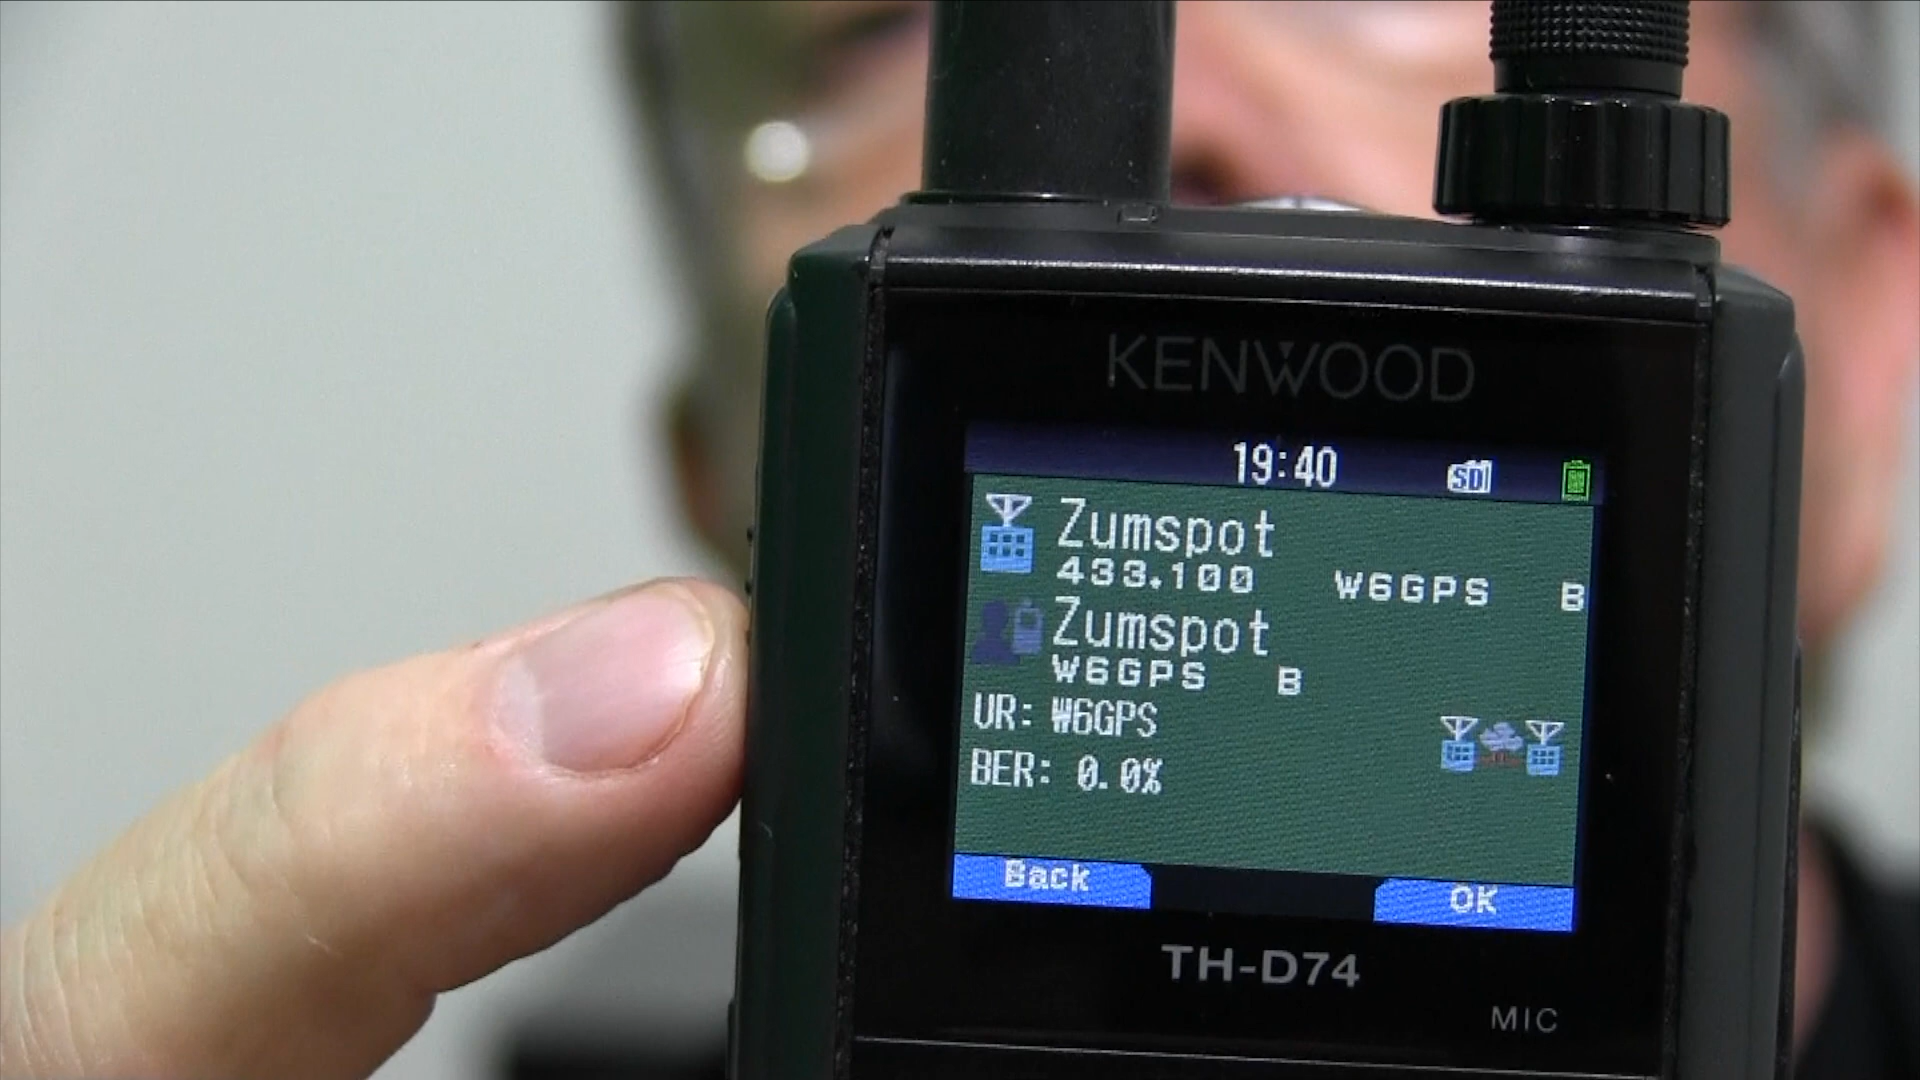 KENWOOD
19:40 SD
Zumspot
433.100 W6GPS B
Zumspot
W6GPS B
UR: W6GPS
BER: 0.0%
Back OK
TH-D74
MIC